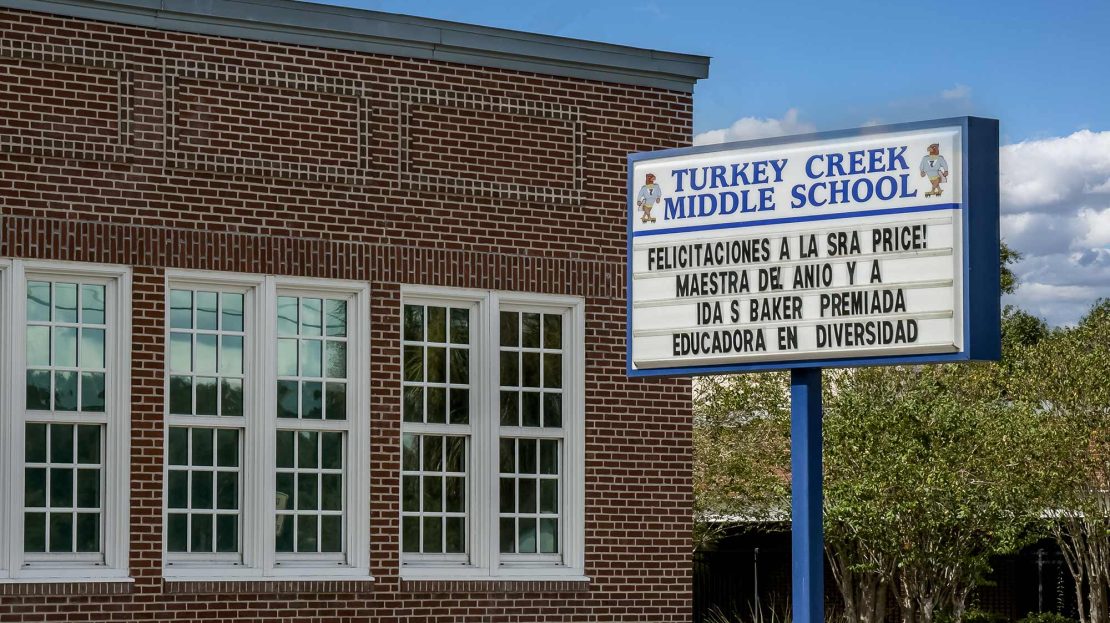 TURKEY CREEK
MIDDLE SCHOOL
FELICITACIONES A LA SRA PRICE!
MAESTRA DEL ANIO Y A
IDA S BAKER PREMIADA
EDUCADORA EN DIVERSIDAD